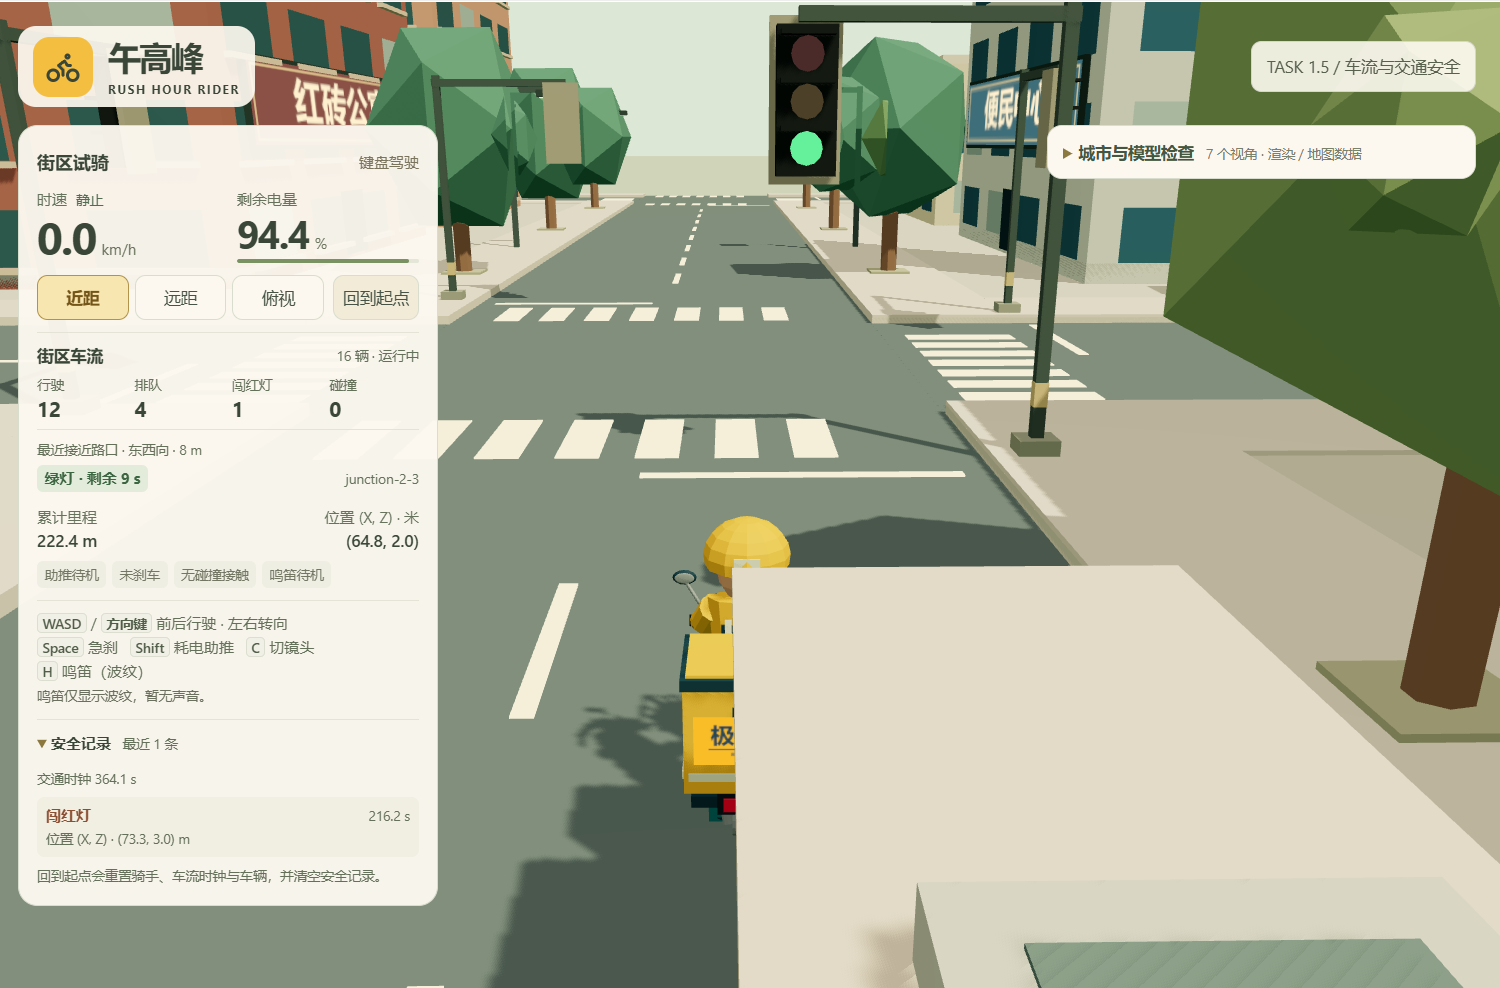 午高峰
RUSH HOUR RIDER
TASK 1.5 / 车流与交通安全
城市与模型检查 7 个视角 · 渲染 / 地图数据
红砖公
便民
街区试骑 键盘驾驶
时速 静止 剩余电量
0.0 km/h 94.4 %
近距 远距 俯视 回到起点
街区车流 16 辆 · 运行中
行驶 排队 闯红灯 碰撞
12 4 1 0
最近接近路口 · 东西向 · 8 m
绿灯 · 剩余 9 s junction-2-3
累计里程 位置 (X, Z) · 米
222.4 m (64.8, 2.0)
助推待机 未刹车 无碰撞接触 鸣笛待机
WASD / 方向键 前后行驶 · 左右转向
Space 急刹 Shift 耗电助推 C 切镜头
H 鸣笛（波纹）
鸣笛仅显示波纹，暂无声音。
安全记录 最近 1 条
交通时钟 364.1 s
闯红灯 216.2 s
位置 (X, Z) · (73.3, 3.0) m
回到起点会重置骑手、车流时钟与车辆，并清空安全记录。
极